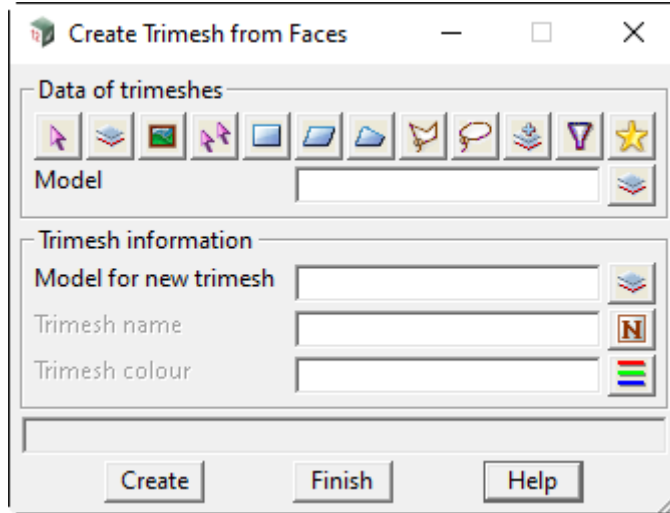 Create Trimesh from Faces
Data of trimeshes
Model
Trimesh information
Model for new trimesh
Trimesh name
N
Trimesh colour
Create Finish Help